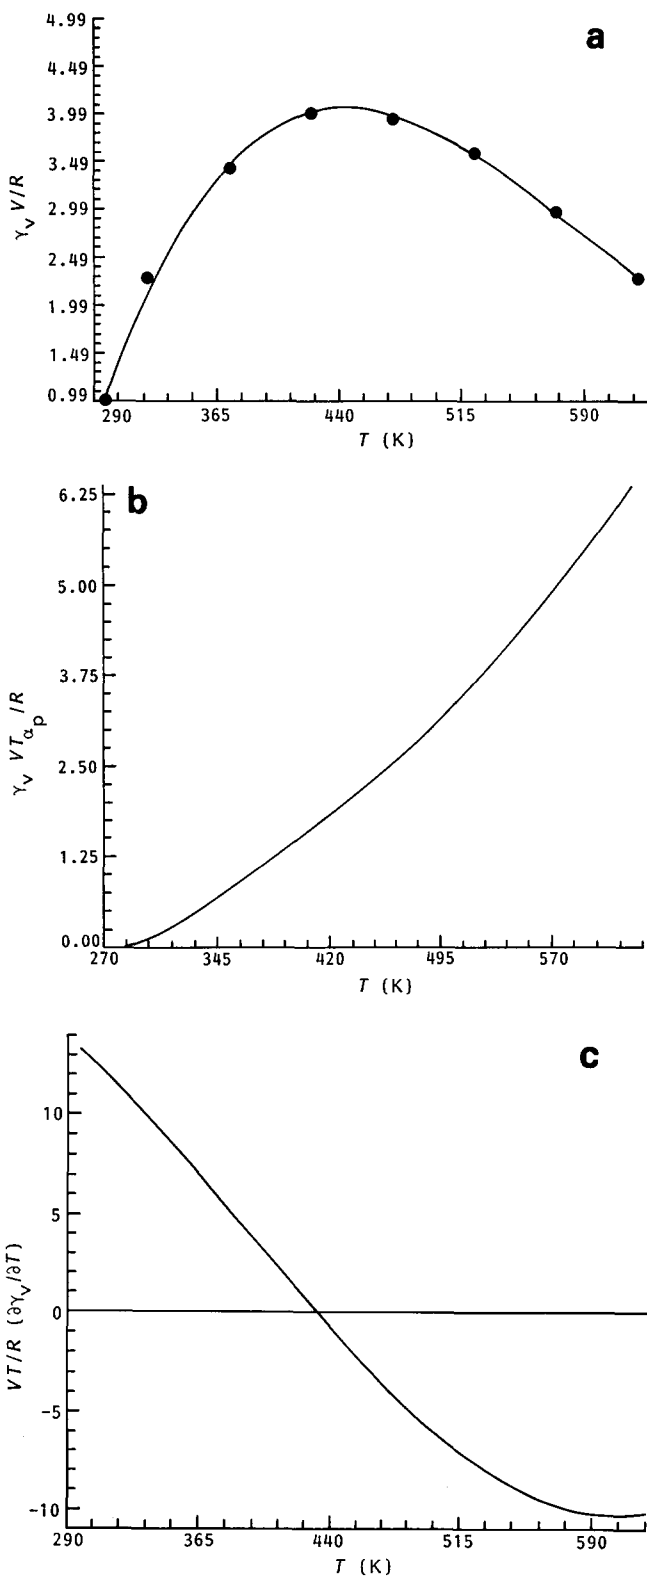 a
4.99
4.49
3.99
3.49
2.99
2.49
1.99
1.49
0.99
γᵥ V/R
290 365 440 515 590
T (K)
b
6.25
5.00
3.75
2.50
1.25
0.00
γᵥ VTαₚ/R
270 345 420 495 570
T (K)
c
10
5
0
-5
-10
VT/R (∂γᵥ/∂T)
290 365 440 515 590
T (K)